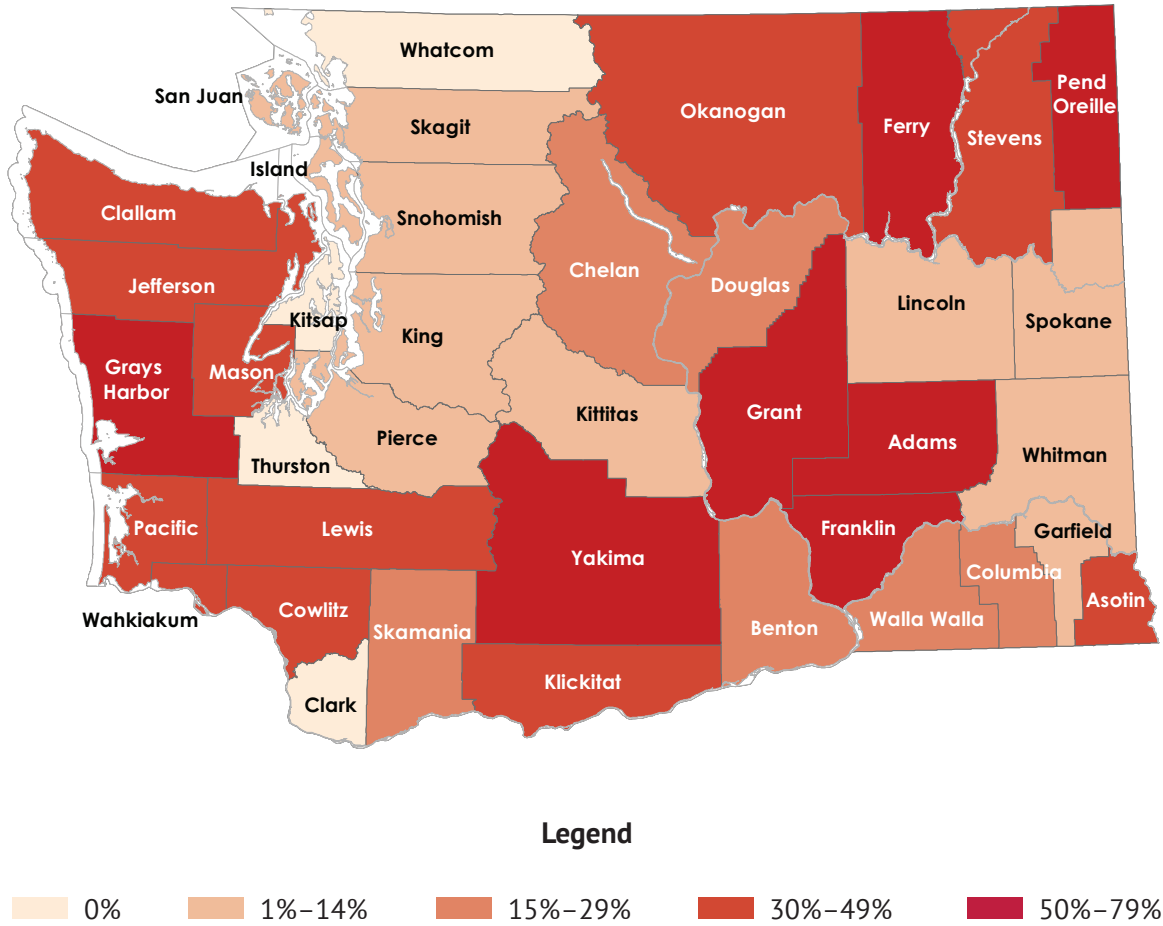 Whatcom
San Juan
Okanogan
Pend
Oreille
Skagit
Ferry
Stevens
Island
Clallam
Snohomish
Chelan
Jefferson
Douglas
Lincoln
Kitsap
Spokane
King
Grays
Harbor
Mason
Grant
Kittitas
Pierce
Adams
Whitman
Thurston
Pacific
Lewis
Franklin
Garfield
Yakima
Columbia
Asotin
Cowlitz
Wahkiakum
Skamania
Benton
Walla Walla
Klickitat
Clark
Legend
0%
1%–14%
15%–29%
30%–49%
50%–79%